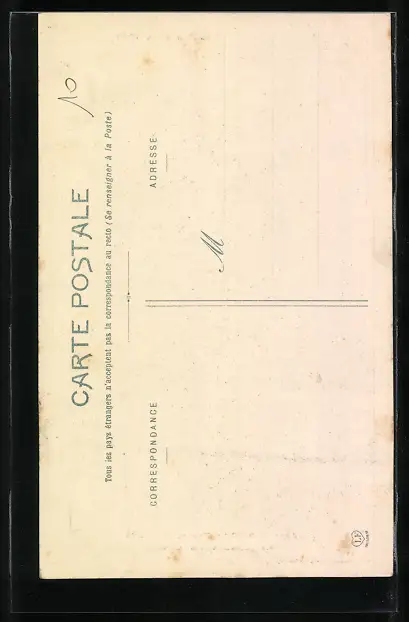 10
CARTE POSTALE
Tous les pays étrangers n'acceptent pas la correspondance au recto (Se renseigner à la Poste)
CORRESPONDANCE
ADRESSE
M
LF